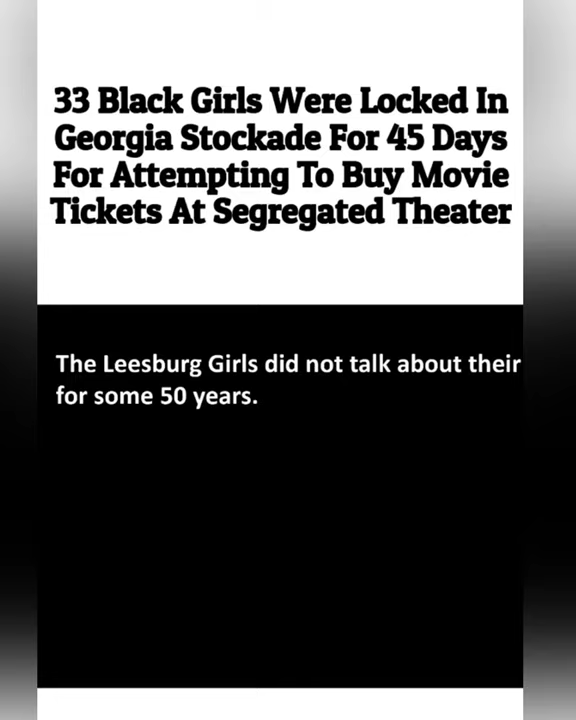 33 Black Girls Were Locked In
Georgia Stockade For 45 Days
For Attempting To Buy Movie
Tickets At Segregated Theater
The Leesburg Girls did not talk about their
for some 50 years.